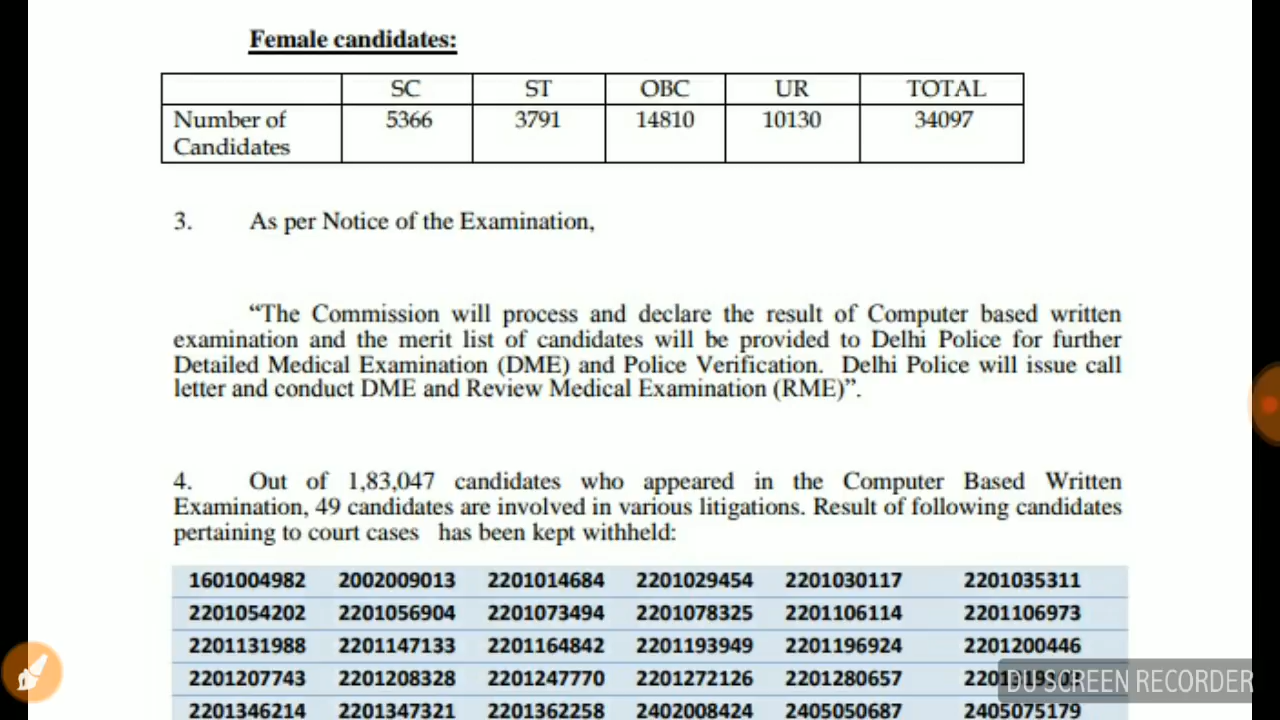 Female candidates:
SC ST OBC UR TOTAL
Number of Candidates 5366 3791 14810 10130 34097
3. As per Notice of the Examination,
“The Commission will process and declare the result of Computer based written
examination and the merit list of candidates will be provided to Delhi Police for further
Detailed Medical Examination (DME) and Police Verification. Delhi Police will issue call
letter and conduct DME and Review Medical Examination (RME)”.
4. Out of 1,83,047 candidates who appeared in the Computer Based Written
Examination, 49 candidates are involved in various litigations. Result of following candidates
pertaining to court cases has been kept withheld:
1601004982 2002009013 2201014684 2201029454 2201030117 2201035311
2201054202 2201056904 2201073494 2201078325 2201106114 2201106973
2201131988 2201147133 2201164842 2201193949 2201196924 2201200446
2201207743 2201208328 2201247770 2201272126 2201280657
DU SCREEN RECORDER
2201346214 2201347321 2201362258 2402008424 2405050687 2405075179